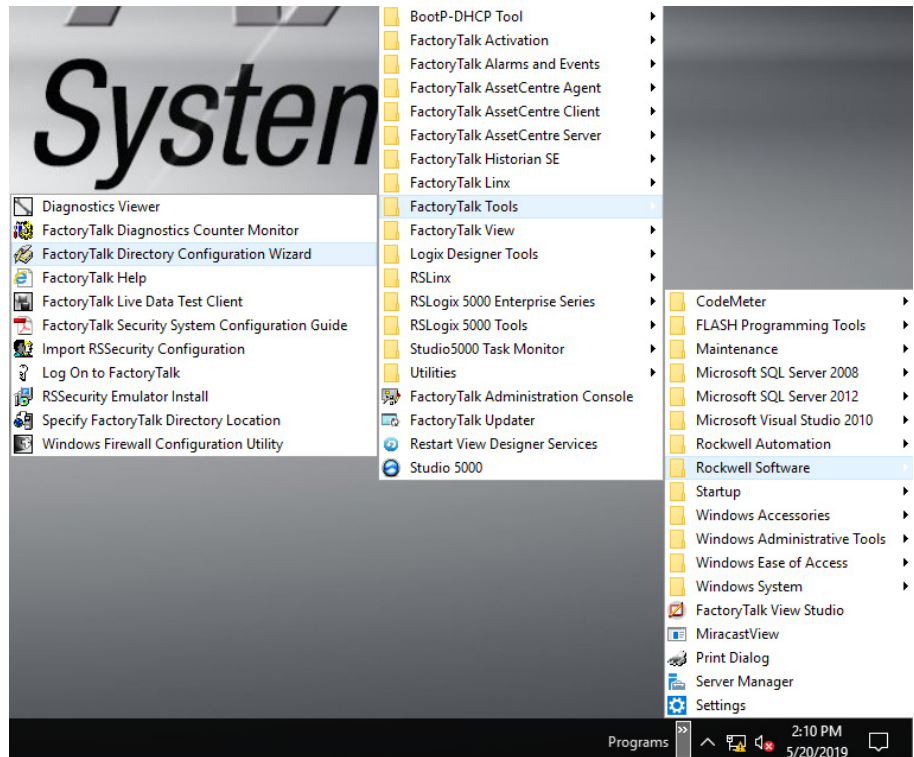 System
BootP-DHCP Tool
FactoryTalk Activation
FactoryTalk Alarms and Events
FactoryTalk AssetCentre Agent
FactoryTalk AssetCentre Client
FactoryTalk AssetCentre Server
FactoryTalk Historian SE
FactoryTalk Linx
FactoryTalk Tools
FactoryTalk View
Logix Designer Tools
RSLinx
RSLogix 5000 Enterprise Series
RSLogix 5000 Tools
Studio5000 Task Monitor
Utilities
FactoryTalk Administration Console
FactoryTalk Updater
Restart View Designer Services
Studio 5000
Diagnostics Viewer
FactoryTalk Diagnostics Counter Monitor
FactoryTalk Directory Configuration Wizard
FactoryTalk Help
FactoryTalk Live Data Test Client
FactoryTalk Security System Configuration Guide
Import RSSecurity Configuration
Log On to FactoryTalk
RSSecurity Emulator Install
Specify FactoryTalk Directory Location
Windows Firewall Configuration Utility
CodeMeter
FLASH Programming Tools
Maintenance
Microsoft SQL Server 2008
Microsoft SQL Server 2012
Microsoft Visual Studio 2010
Rockwell Automation
Rockwell Software
Startup
Windows Accessories
Windows Administrative Tools
Windows Ease of Access
Windows System
FactoryTalk View Studio
MiracastView
Print Dialog
Server Manager
Settings
Programs
2:10 PM
5/20/2019